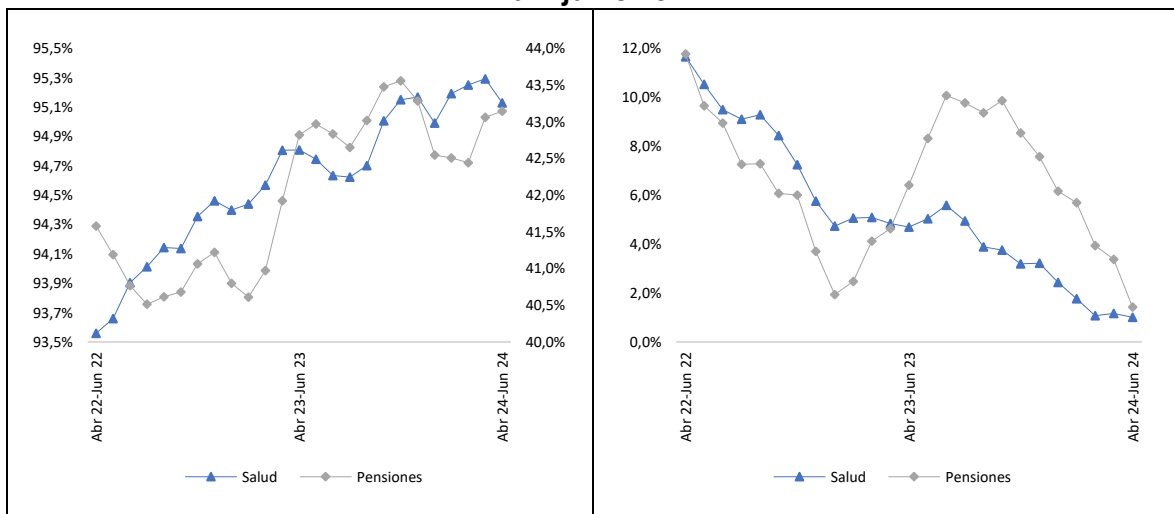 95,5%
95,3%
95,1%
94,9%
94,7%
94,5%
94,3%
94,1%
93,9%
93,7%
93,5%
44,0%
43,5%
43,0%
42,5%
42,0%
41,5%
41,0%
40,5%
40,0%
Abr 22-Jun 22
Abr 23-Jun 23
Abr 24-Jun 24
Salud
Pensiones
12,0%
10,0%
8,0%
6,0%
4,0%
2,0%
0,0%
Abr 22-Jun 22
Abr 23-Jun 23
Abr 24-Jun 24
Salud
Pensiones